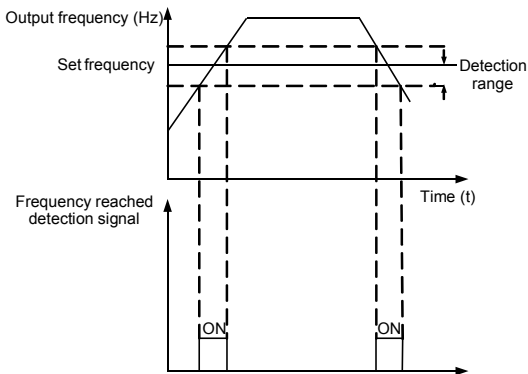 Output frequency (Hz)
Set frequency
Detection
range
Time (t)
Frequency reached
detection signal
ON
ON